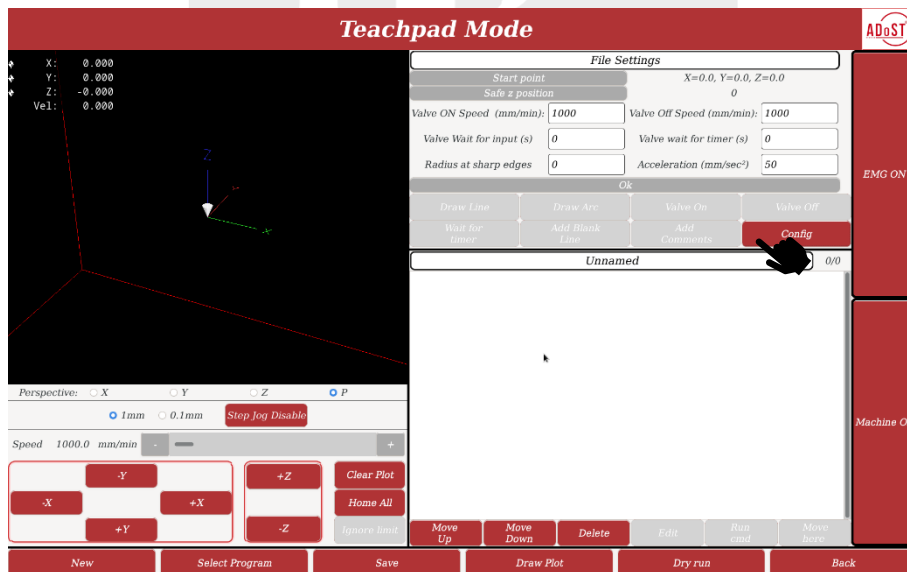 Teachpad Mode
ADOST
X: 0.000
Y: 0.000
Z: -0.000
Vel: 0.000
Z
X
Perspective: X Y Z P
1mm 0.1mm Step Jog Disable
Speed 1000.0 mm/min - +
-Y
-X +X
+Y
+Z
-Z
Clear Plot
Home All
Ignore limit
File Settings
Start point X=0.0, Y=0.0, Z=0.0
Safe z position 0
Valve ON Speed (mm/min): 1000 Valve Off Speed (mm/min): 1000
Valve Wait for input (s) 0 Valve wait for timer (s) 0
Radius at sharp edges 0 Acceleration (mm/sec²) 50
Ok
Draw Line Draw Arc Valve On Valve Off
Wait for timer Add Blank Line Add Comments Config
Unnamed 0/0
Move Up Move Down Delete Edit Run cmd Move here
EMG ON
Machine O
New Select Program Save Draw Plot Dry run Back